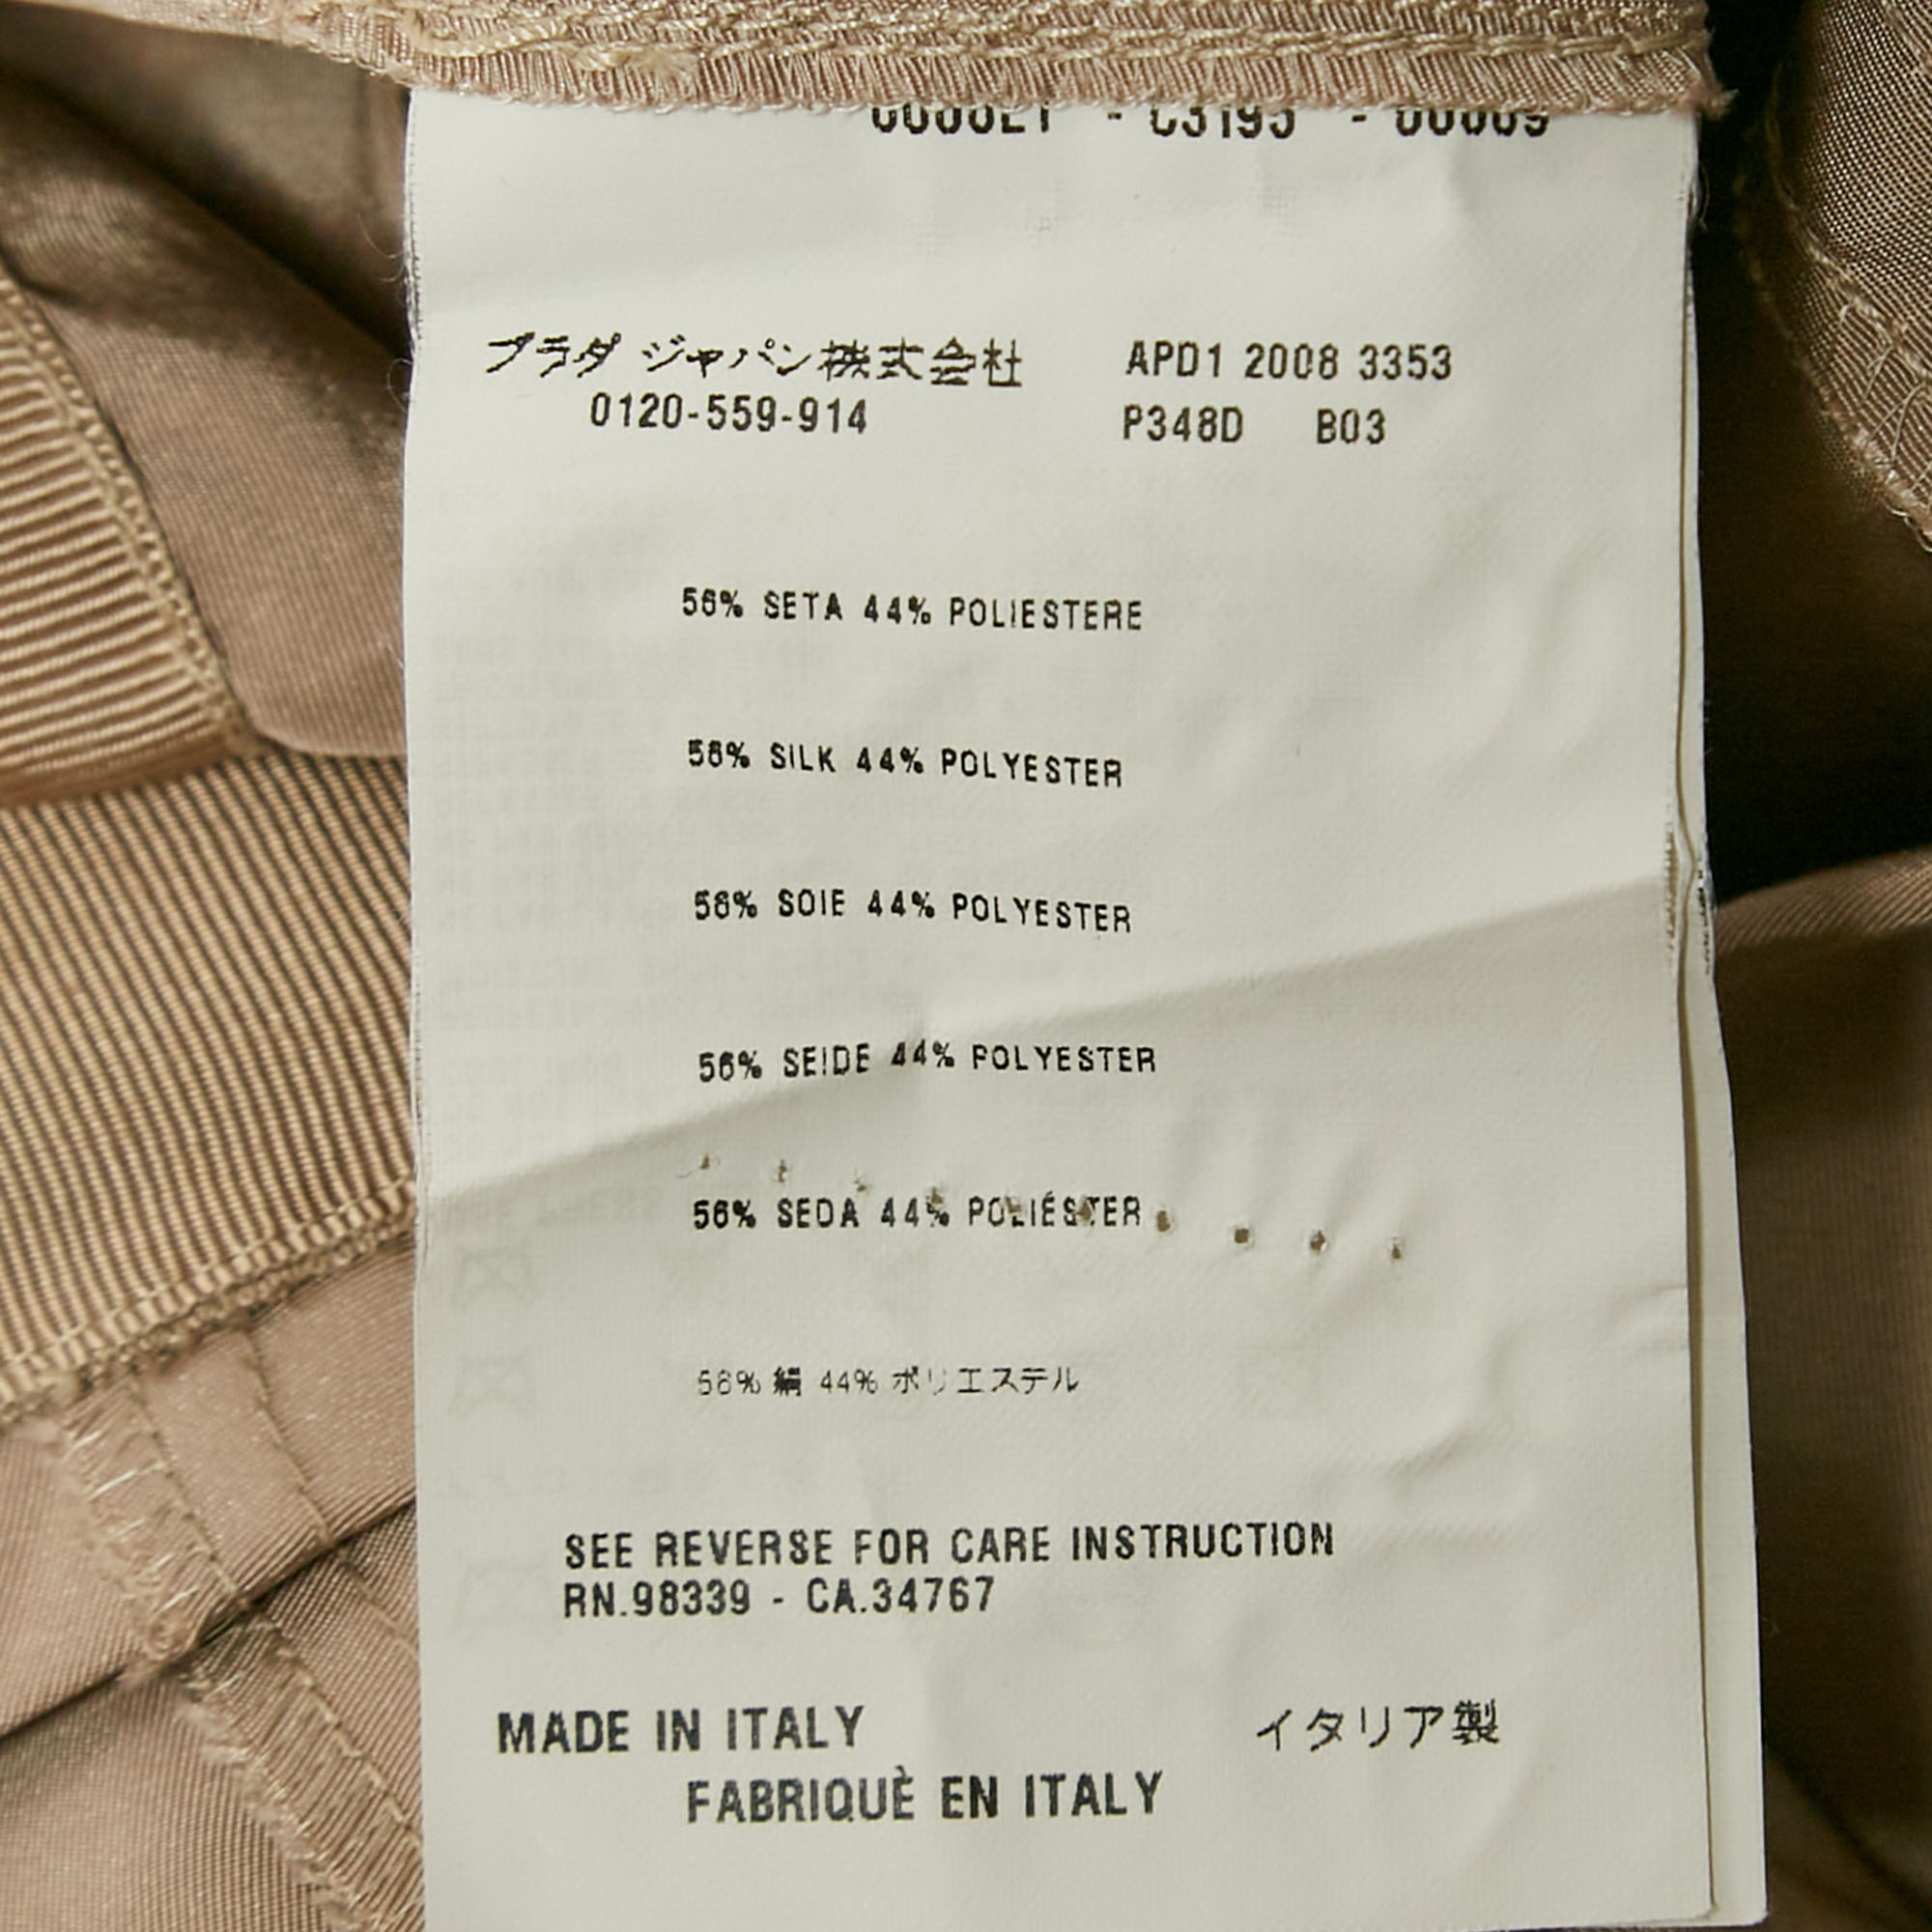 プラダ ジャパン株式会社 APD1 2008 3353
0120-559-914 P348D B03
56% SETA 44% POLIESTERE
56% SILK 44% POLYESTER
56% SOIE 44% POLYESTER
56% SEIDE 44% POLYESTER
56% SEDA 44% POLIÉSTER
56% 絹 44% ポリエステル
SEE REVERSE FOR CARE INSTRUCTION
RN.98339 - CA.34767
MADE IN ITALY イタリア製
FABRIQUÈ EN ITALY